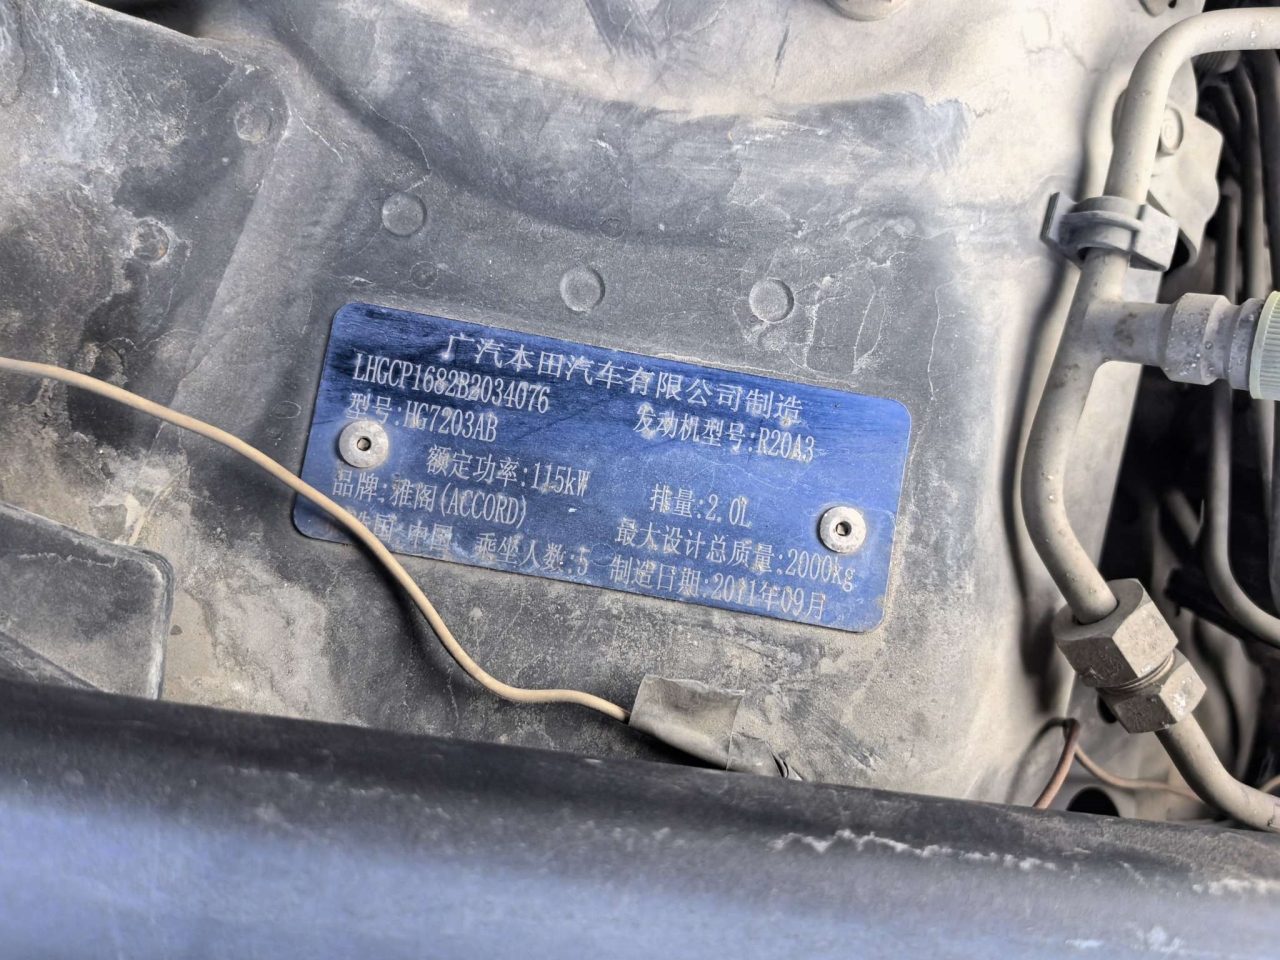 广汽本田汽车有限公司制造
LHGCP1682B2034076
型号:HG7203AB 发动机型号:R20A3
额定功率:115kW 排量:2.0L
品牌:雅阁(ACCORD) 最大设计总质量:2000kg
国:中国 乘坐人数:5 制造日期:2011年09月